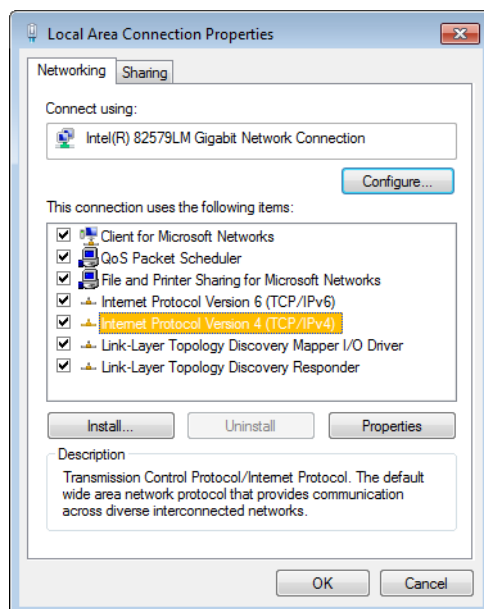 Local Area Connection Properties
Networking
Sharing
Connect using:
Intel(R) 82579LM Gigabit Network Connection
Configure...
This connection uses the following items:
Client for Microsoft Networks
QoS Packet Scheduler
File and Printer Sharing for Microsoft Networks
Internet Protocol Version 6 (TCP/IPv6)
Internet Protocol Version 4 (TCP/IPv4)
Link-Layer Topology Discovery Mapper I/O Driver
Link-Layer Topology Discovery Responder
Install...
Uninstall
Properties
Description
Transmission Control Protocol/Internet Protocol. The default
wide area network protocol that provides communication
across diverse interconnected networks.
OK
Cancel